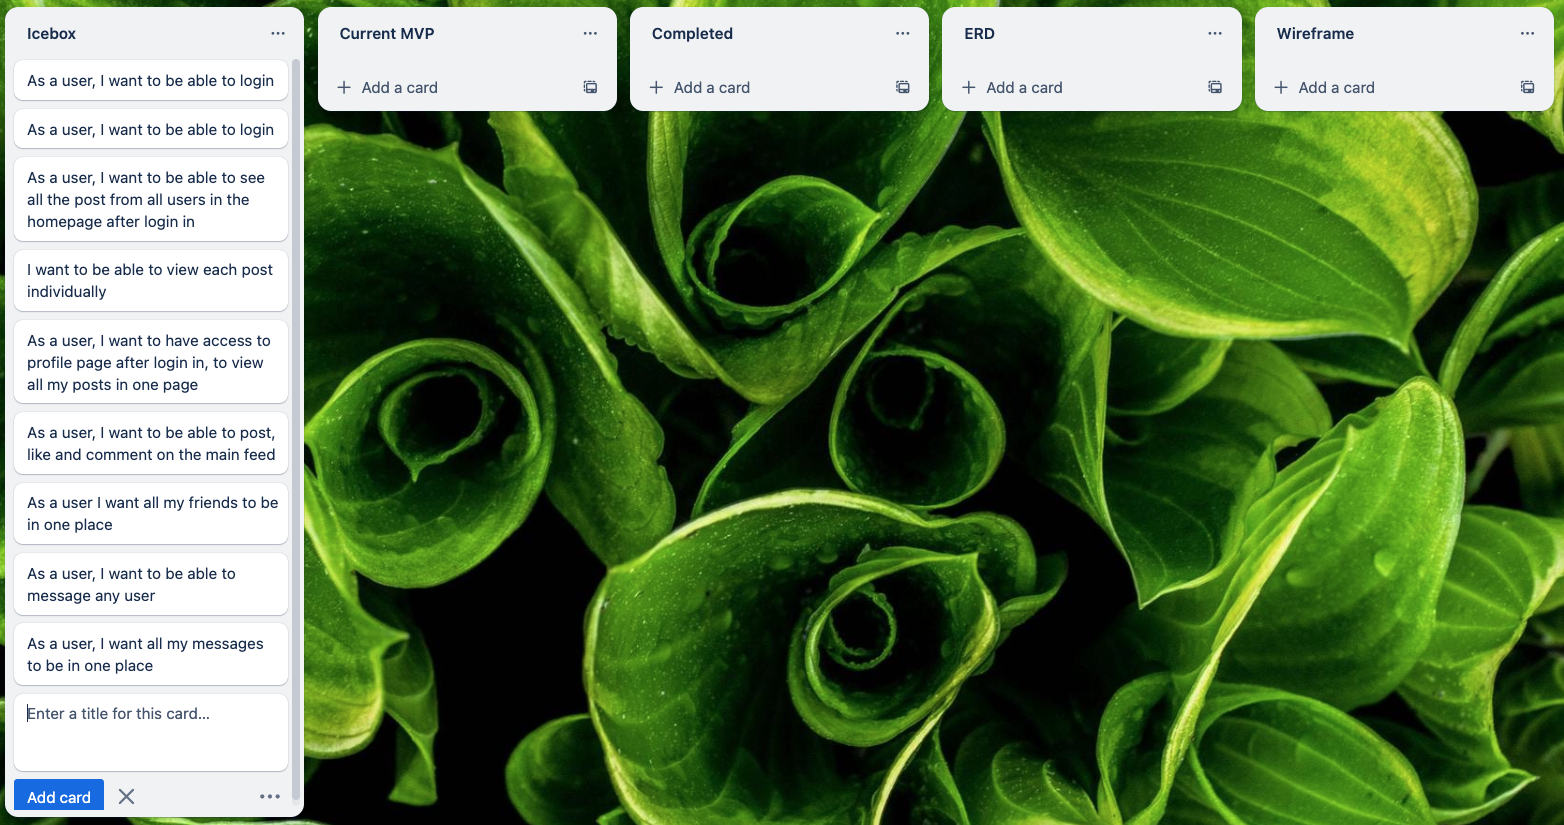 Icebox
As a user, I want to be able to login
As a user, I want to be able to login
As a user, I want to be able to see
all the post from all users in the
homepage after login in
I want to be able to view each post
individually
As a user, I want to have access to
profile page after login in, to view
all my posts in one page
As a user, I want to be able to post,
like and comment on the main feed
As a user I want all my friends to be
in one place
As a user, I want to be able to
message any user
As a user, I want all my messages
to be in one place
Enter a title for this card...
Add card
Current MVP
Add a card
Completed
Add a card
ERD
Add a card
Wireframe
Add a card